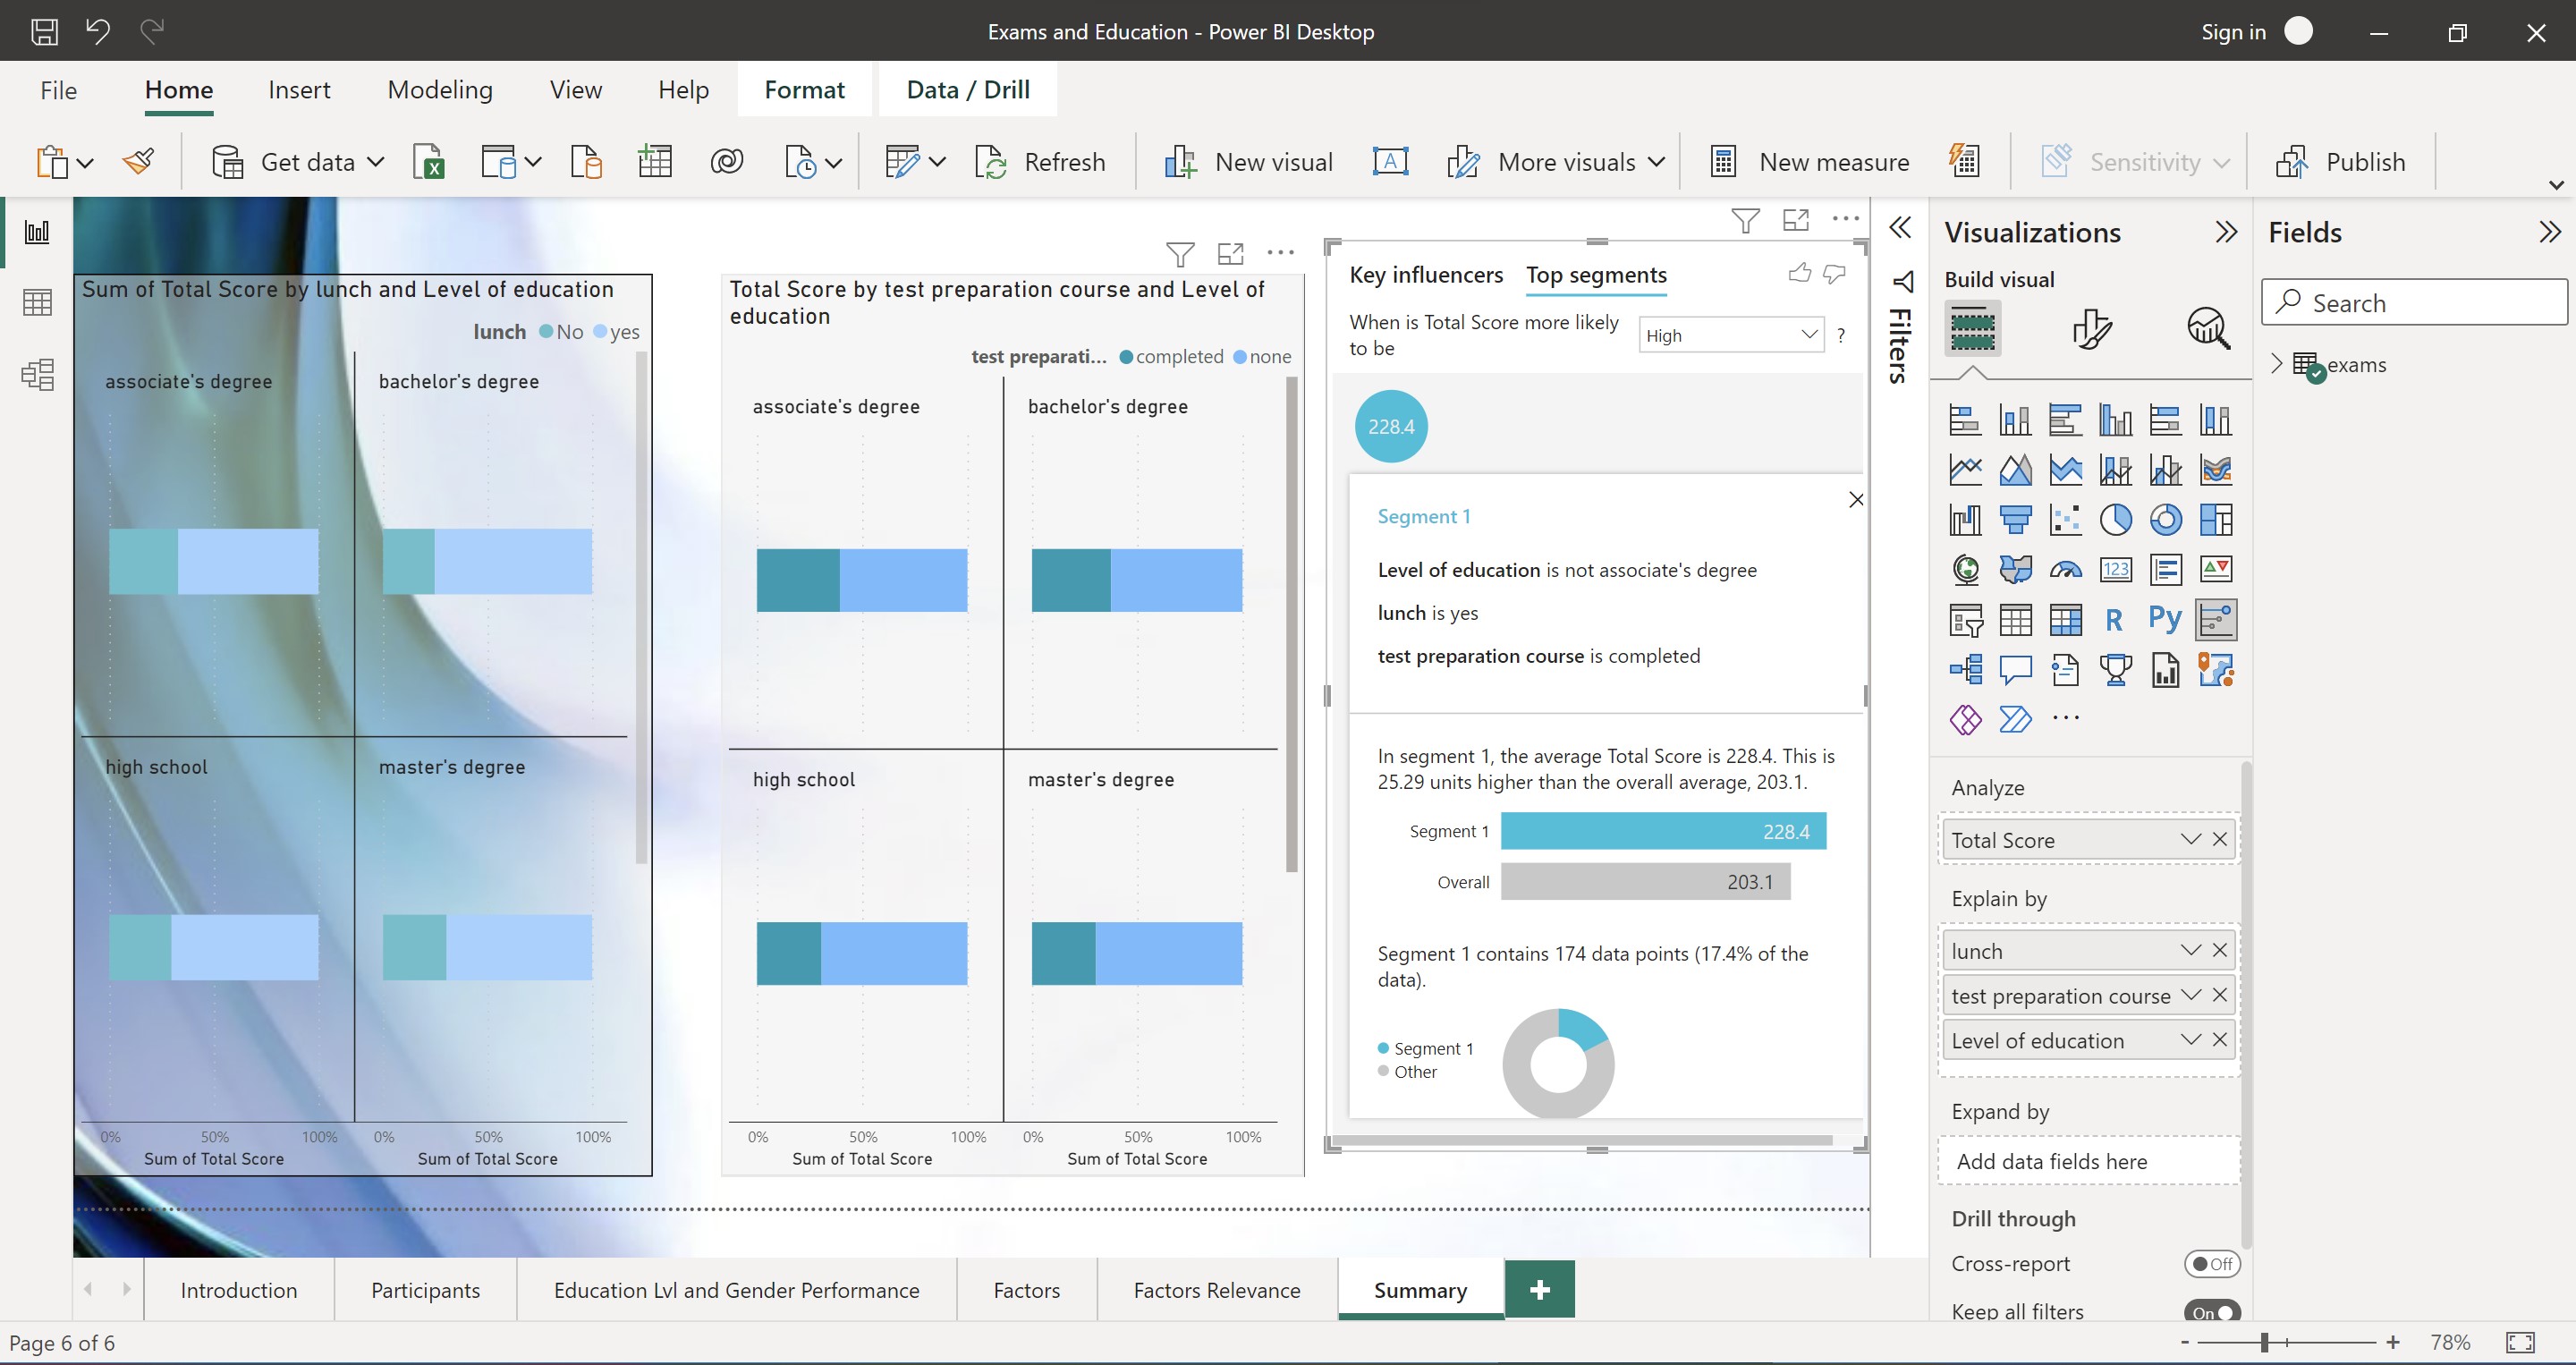 Exams and Education - Power BI Desktop
Sign in
File Home Insert Modeling View Help Format Data / Drill
Get data
Refresh
New visual
A
More visuals
New measure
Sensitivity
Publish
Sum of Total Score by lunch and Level of education
lunch No yes
associate's degree bachelor's degree
high school master's degree
0% 50% 100% 0% 50% 100%
Sum of Total Score Sum of Total Score
Total Score by test preparation course and Level of
education
test preparati... completed none
associate's degree bachelor's degree
high school master's degree
0% 50% 100% 0% 50% 100%
Sum of Total Score Sum of Total Score
Key influencers Top segments
When is Total Score more likely
to be
High
?
228.4
Segment 1
Level of education is not associate's degree
lunch is yes
test preparation course is completed
In segment 1, the average Total Score is 228.4. This is
25.29 units higher than the overall average, 203.1.
Segment 1 228.4
Overall 203.1
Segment 1 contains 174 data points (17.4% of the
data).
Segment 1
Other
Filters
Visualizations
Build visual
123
R Py
Analyze
Total Score
Explain by
lunch
test preparation course
Level of education
Expand by
Add data fields here
Drill through
Cross-report Off
Keep all filters On
Fields
Search
exams
Introduction Participants Education Lvl and Gender Performance Factors Factors Relevance Summary +
Page 6 of 6
- + 78%